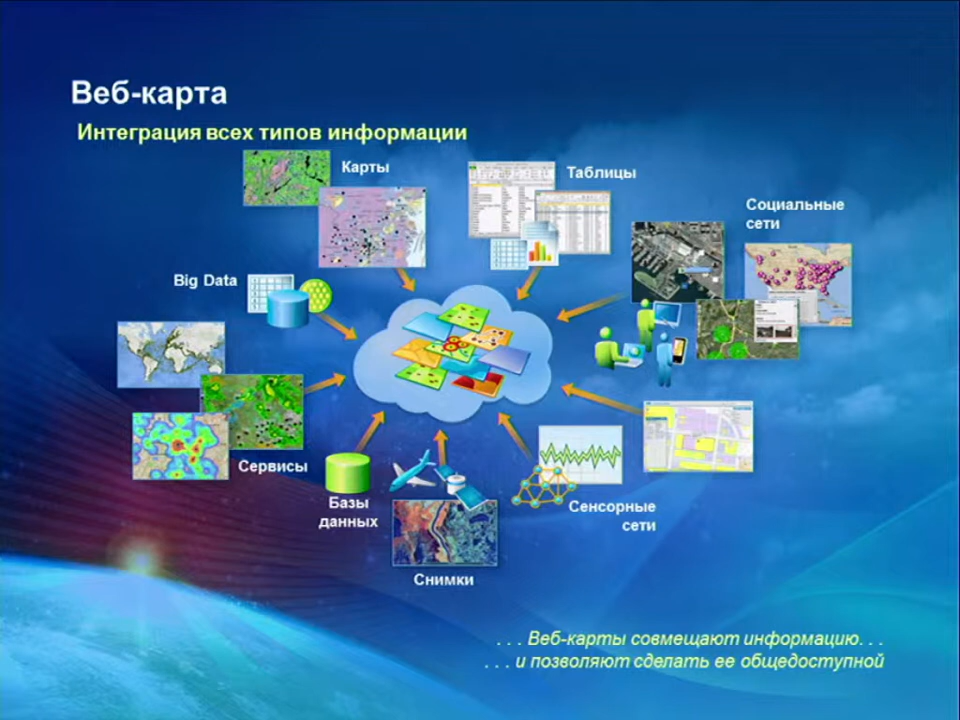 Веб-карта
Интеграция всех типов информации
Карты
Таблицы
Социальные
сети
Big Data
Сервисы
Базы
данных
Снимки
Сенсорные
сети
. . . Веб-карты совмещают информацию. . .
. . . и позволяют сделать ее общедоступной